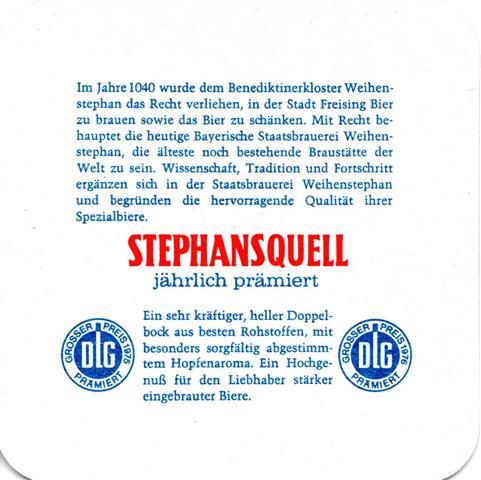 Im Jahre 1040 wurde dem Benediktinerkloster Weihen-
stephan das Recht verliehen, in der Stadt Freising Bier
zu brauen sowie das Bier zu schänken. Mit Recht be-
hauptet die heutige Bayerische Staatsbrauerei Weihen-
stephan, die älteste noch bestehende Braustätte der
Welt zu sein. Wissenschaft, Tradition und Fortschritt
ergänzen sich in der Staatsbrauerei Weihenstephan
und begründen die hervorragende Qualität ihrer
Spezialbiere.
STEPHANSQUELL
jährlich prämiert
Ein sehr kräftiger, heller Doppel-
bock aus besten Rohstoffen, mit
besonders sorgfältig abgestimm-
tem Hopfenaroma. Ein Hochge-
nuß für den Liebhaber stärker
eingebrauter Biere.
GROSSER PREIS 1976
DLG
PRÄMIERT
GROSSER PREIS 1976
DLG
PRÄMIERT